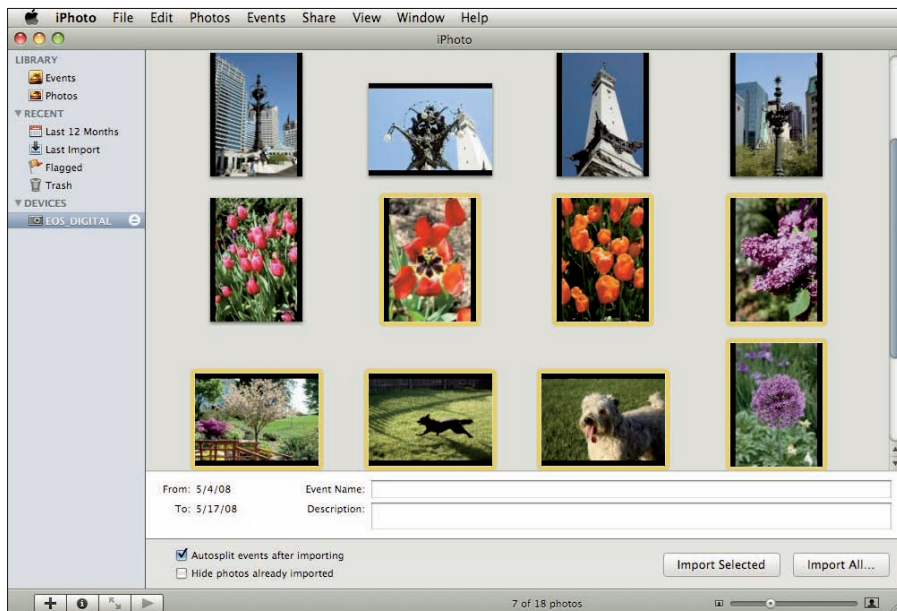 iPhoto File Edit Photos Events Share View Window Help
iPhoto
LIBRARY
Events
Photos
RECENT
Last 12 Months
Last Import
Flagged
Trash
DEVICES
EOS_DIGITAL
From: 5/4/08
Event Name:
To: 5/17/08
Description:
Autosplit events after importing
Hide photos already imported
Import Selected
Import All...
7 of 18 photos